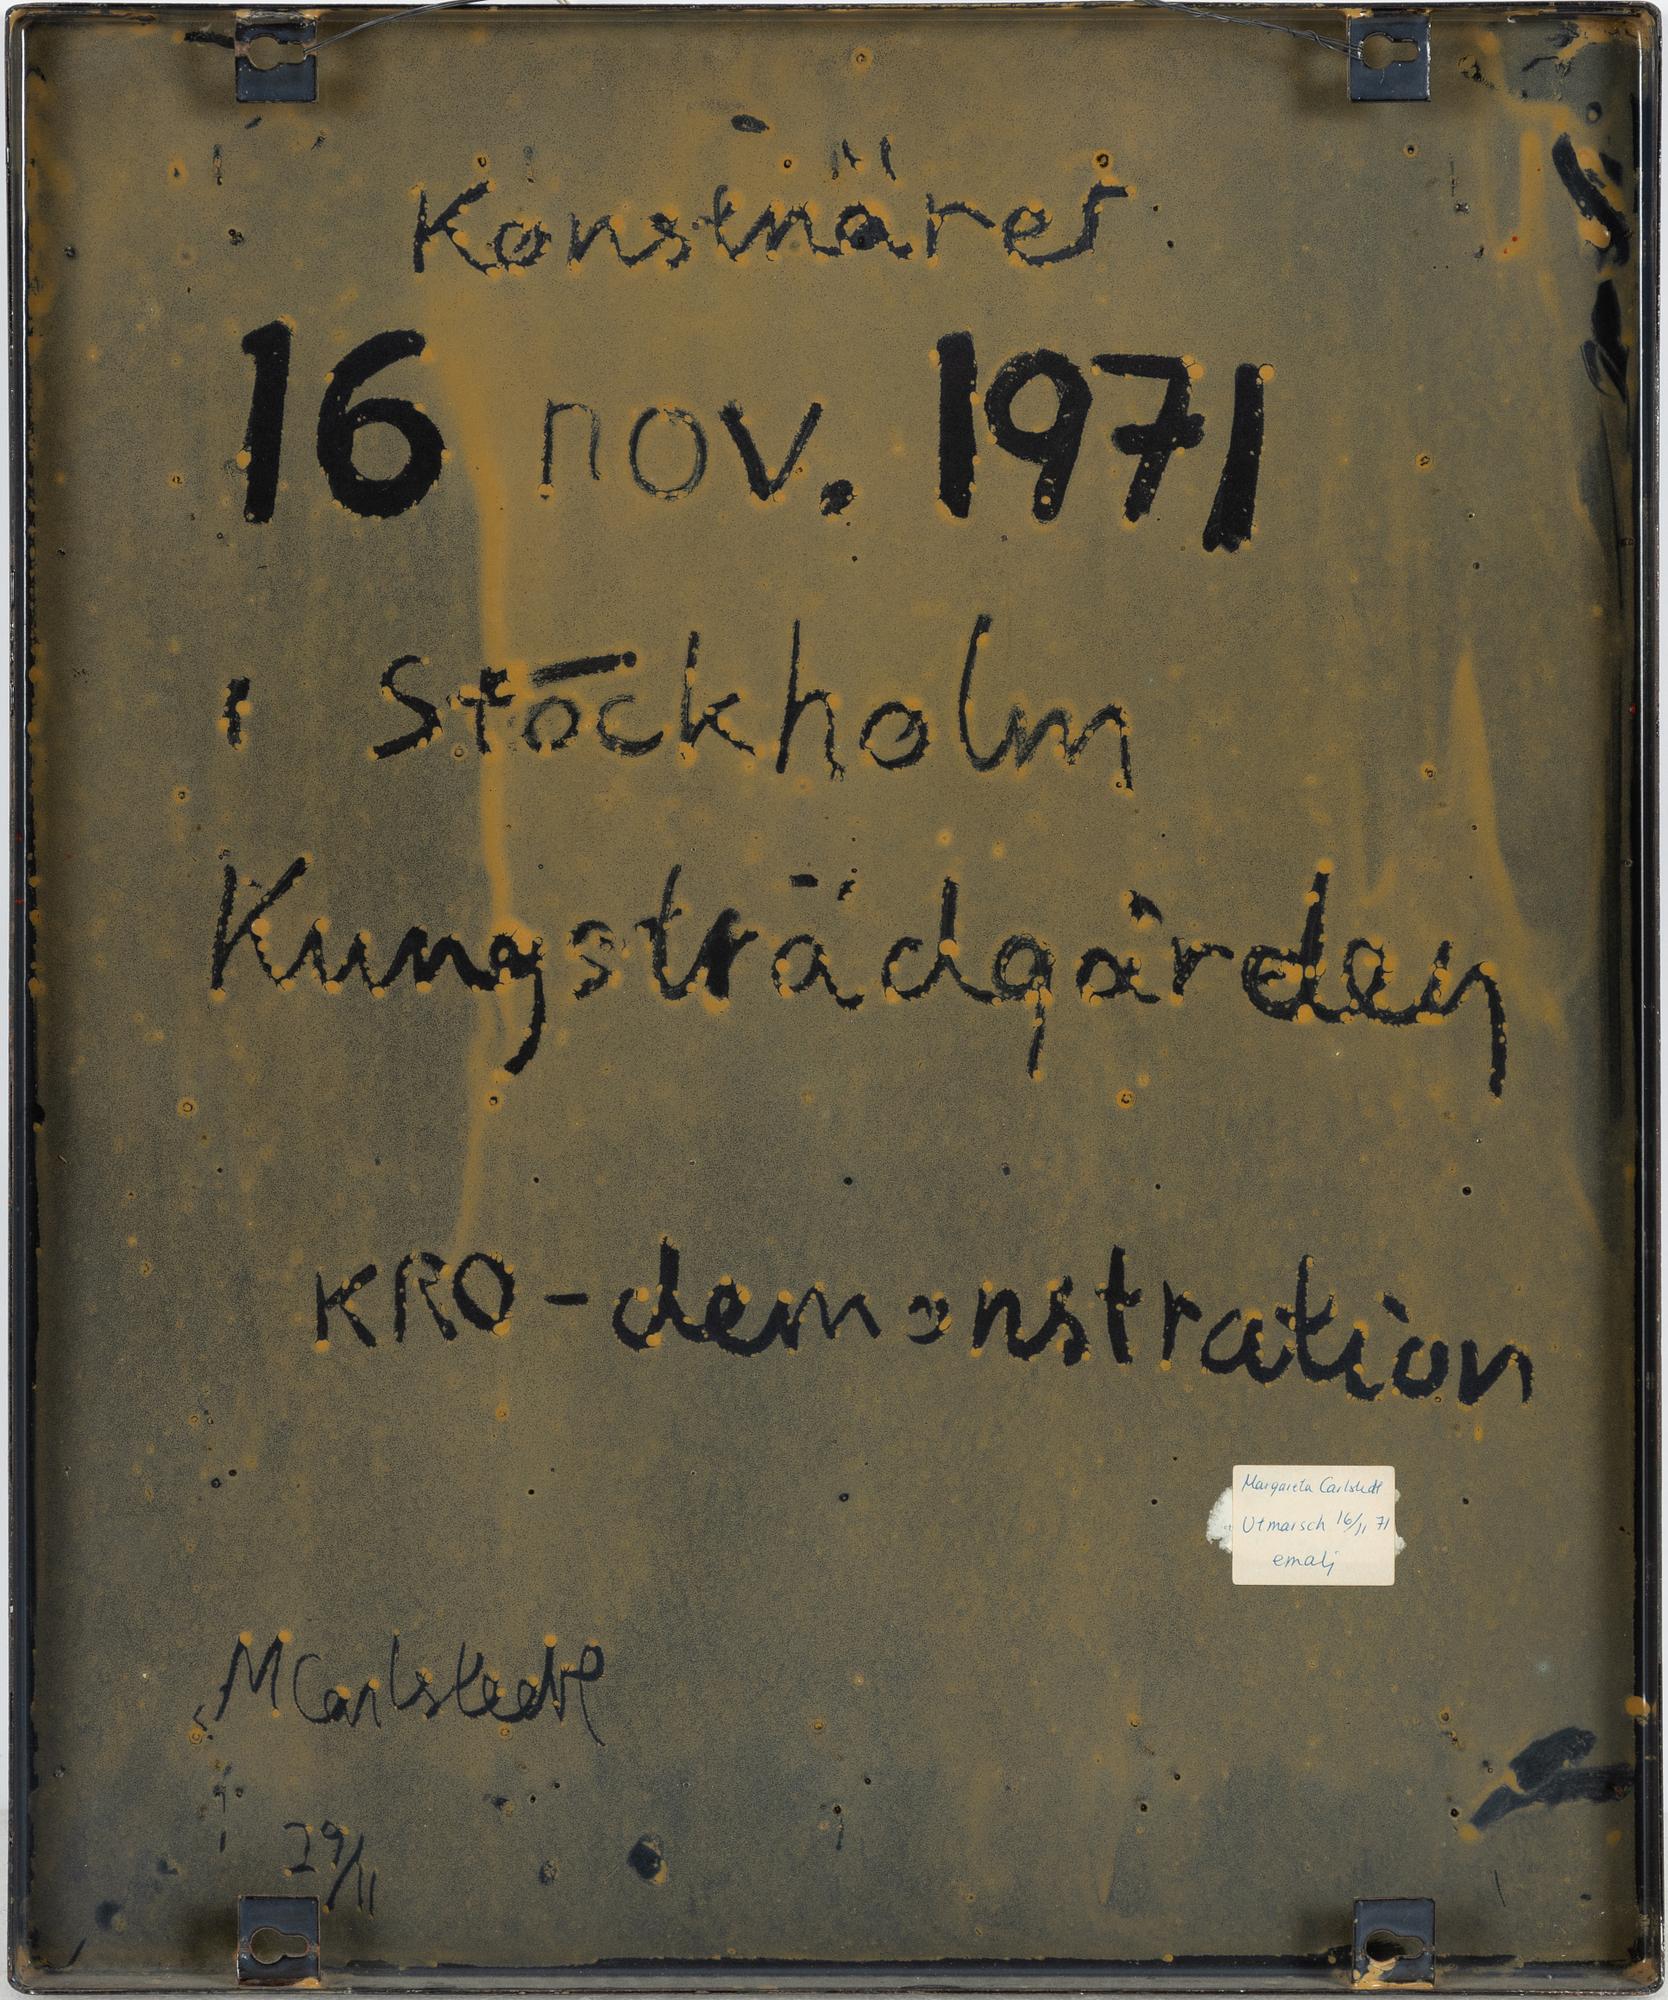 Konstnärer
16 nov. 1971
i Stockholm
Kungsträdgården
KRO-demonstration
Margareta Carlstedt
Utmarsch 16/11 71
emalj
MCarlstedt
29/11